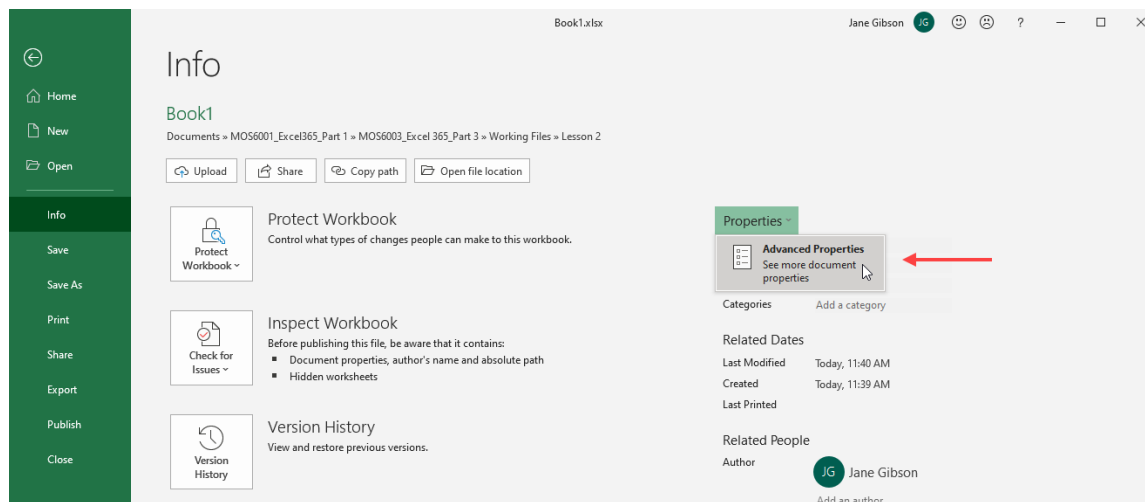 Book1.xlsx
Jane Gibson
JG
?
Info
Home
New
Open
Info
Save
Save As
Print
Share
Export
Publish
Close
Book1
Documents » MOS6001_Excel365_Part 1 » MOS6003_Excel 365_Part 3 » Working Files » Lesson 2
Upload
Share
Copy path
Open file location
Protect
Workbook
Protect Workbook
Control what types of changes people can make to this workbook.
Check for
Issues
Inspect Workbook
Before publishing this file, be aware that it contains:
Document properties, author's name and absolute path
Hidden worksheets
Version
History
Version History
View and restore previous versions.
Properties
Advanced Properties
See more document
properties
Categories Add a category
Related Dates
Last Modified Today, 11:40 AM
Created Today, 11:39 AM
Last Printed
Related People
Author JG Jane Gibson
Add an author